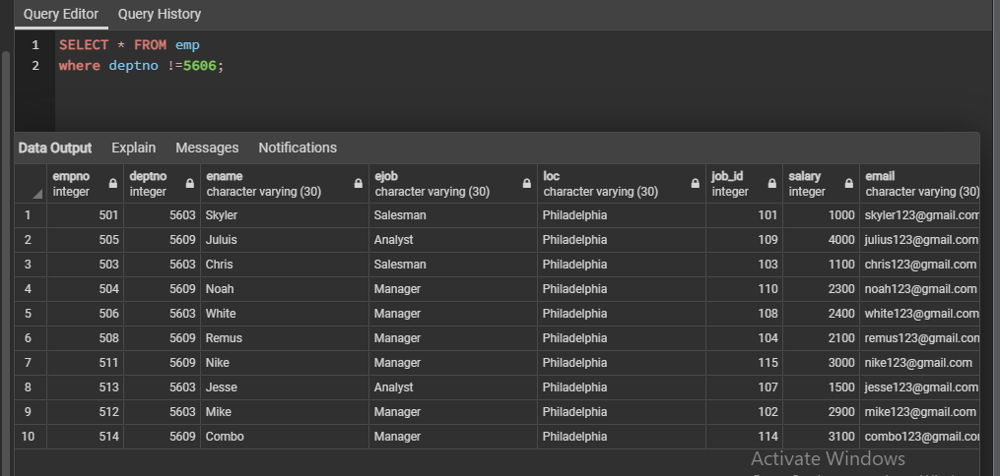 Query Editor Query History
1 SELECT * FROM emp
2 where deptno !=5606;
Data Output Explain Messages Notifications
empno deptno ename ejob loc job_id salary email
integer integer character varying (30) character varying (30) character varying (30) integer integer character varying (30)
1 501 5603 Skyler Salesman Philadelphia 101 1000 skyler123@gmail.com
2 505 5609 Juluis Analyst Philadelphia 109 4000 julius123@gmail.com
3 503 5603 Chris Salesman Philadelphia 103 1100 chris123@gmail.com
4 504 5609 Noah Manager Philadelphia 110 2300 noah123@gmail.com
5 506 5603 White Manager Philadelphia 108 2400 white123@gmail.com
6 508 5609 Remus Manager Philadelphia 104 2100 remus123@gmail.con
7 511 5609 Nike Manager Philadelphia 115 3000 nike123@gmail.com
8 513 5603 Jesse Analyst Philadelphia 107 1500 jesse123@gmail.com
9 512 5603 Mike Manager Philadelphia 102 2900 mike123@gmail.com
10 514 5609 Combo Manager Philadelphia 114 3100 combo123@gmail.co
Activate Windows